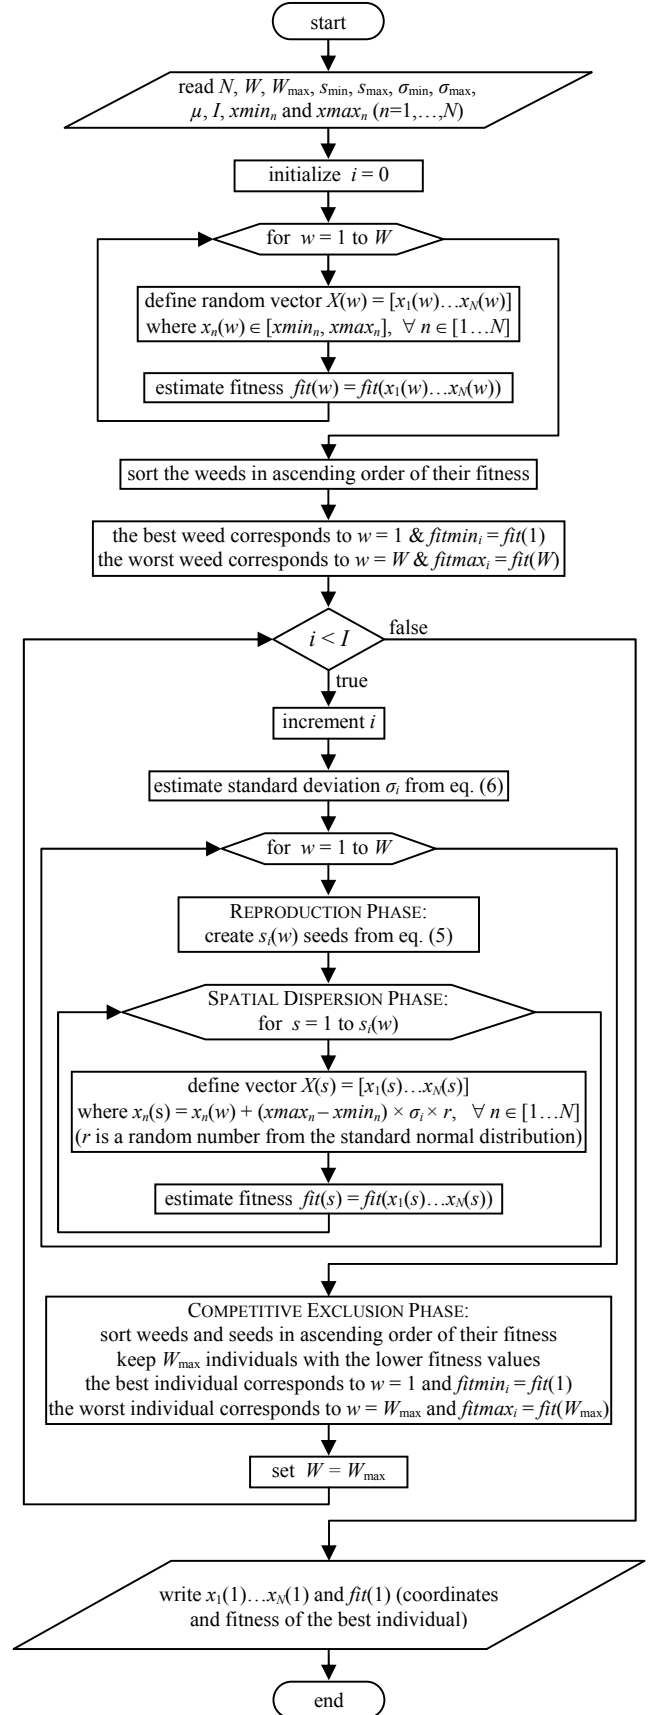 start
read N, W, Wmax, smin, smax, σmin, σmax,
μ, I, xminn and xmaxn (n=1,…,N)
initialize i = 0
for w = 1 to W
define random vector X(w) = [x1(w)…xN(w)]
where xn(w) ∈ [xminn, xmaxn], ∀ n ∈ [1…N]
estimate fitness fit(w) = fit(x1(w)…xN(w))
sort the weeds in ascending order of their fitness
the best weed corresponds to w = 1 & fitmini = fit(1)
the worst weed corresponds to w = W & fitmaxi = fit(W)
i < I
false
true
increment i
estimate standard deviation σi from eq. (6)
for w = 1 to W
REPRODUCTION PHASE:
create si(w) seeds from eq. (5)
SPATIAL DISPERSION PHASE:
for s = 1 to si(w)
define vector X(s) = [x1(s)…xN(s)]
where xn(s) = xn(w) + (xmaxn – xminn) × σi × r, ∀ n ∈ [1…N]
(r is a random number from the standard normal distribution)
estimate fitness fit(s) = fit(x1(s)…xN(s))
COMPETITIVE EXCLUSION PHASE:
sort weeds and seeds in ascending order of their fitness
keep Wmax individuals with the lower fitness values
the best individual corresponds to w = 1 and fitmini = fit(1)
the worst individual corresponds to w = Wmax and fitmaxi = fit(Wmax)
set W = Wmax
write x1(1)…xN(1) and fit(1) (coordinates
and fitness of the best individual)
end